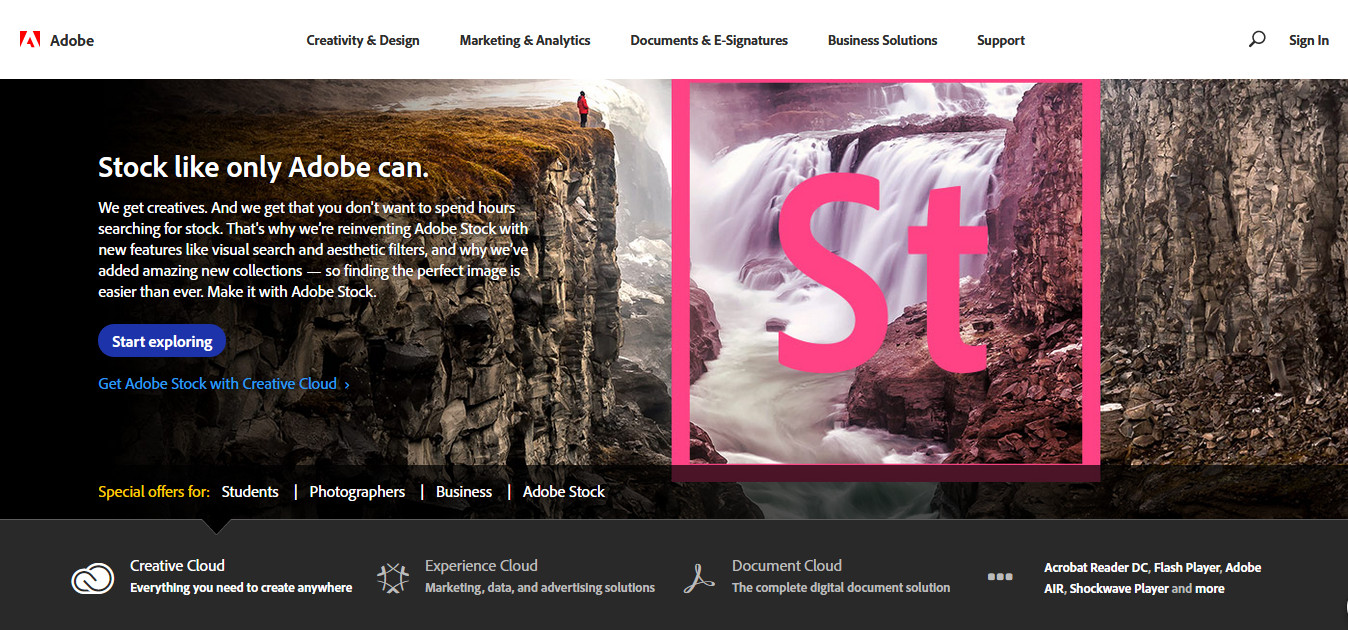 Adobe
Creativity & Design
Marketing & Analytics
Documents & E-Signatures
Business Solutions
Support
Sign In
Stock like only Adobe can.
We get creatives. And we get that you don't want to spend hours
searching for stock. That's why we're reinventing Adobe Stock with
new features like visual search and aesthetic filters, and why we've
added amazing new collections — so finding the perfect image is
easier than ever. Make it with Adobe Stock.
St
Start exploring
Get Adobe Stock with Creative Cloud ›
Special offers for: Students | Photographers | Business | Adobe Stock
Creative Cloud
Everything you need to create anywhere
Experience Cloud
Marketing, data, and advertising solutions
Document Cloud
The complete digital document solution
Acrobat Reader DC, Flash Player, Adobe
AIR, Shockwave Player and more